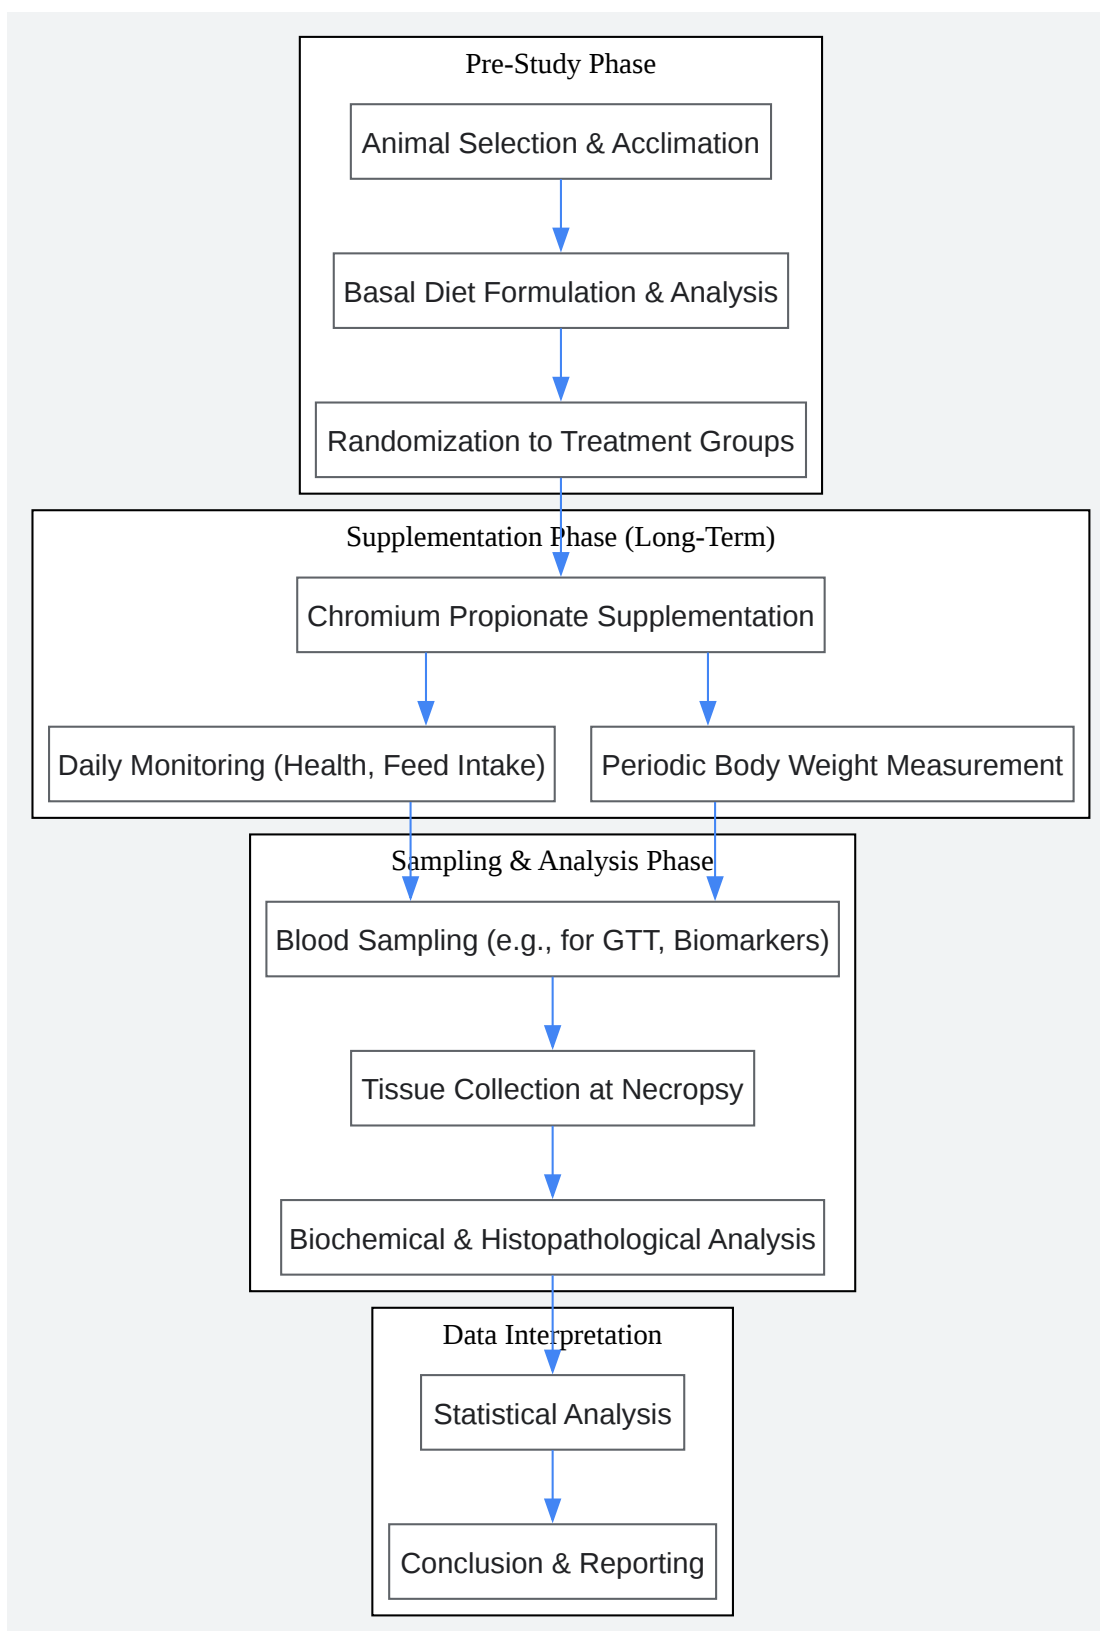 Pre-Study Phase
Animal Selection & Acclimation
Basal Diet Formulation & Analysis
Randomization to Treatment Groups
Supplementation Phase (Long-Term)
Chromium Propionate Supplementation
Daily Monitoring (Health, Feed Intake)
Periodic Body Weight Measurement
Sampling & Analysis Phase
Blood Sampling (e.g., for GTT, Biomarkers)
Tissue Collection at Necropsy
Biochemical & Histopathological Analysis
Data Interpretation
Statistical Analysis
Conclusion & Reporting